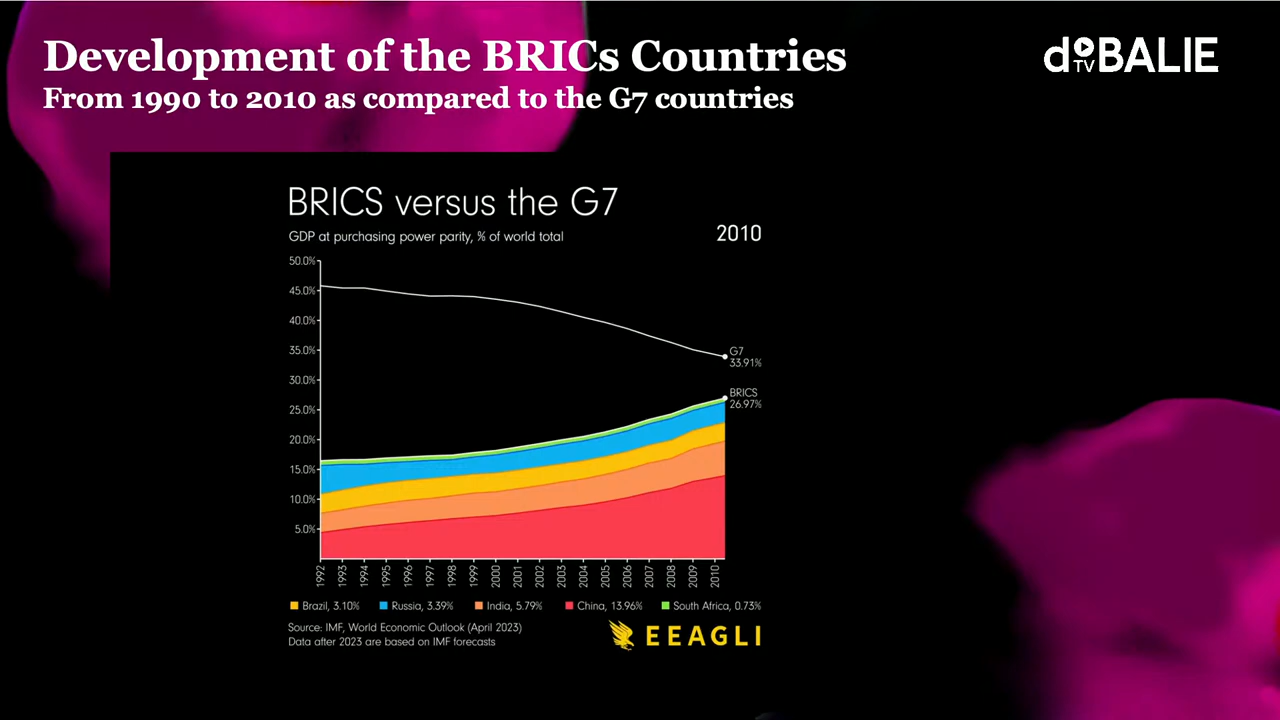 Development of the BRICs Countries
From 1990 to 2010 as compared to the G7 countries
doTVBALIE
BRICS versus the G7
GDP at purchasing power parity, % of world total
2010
50.0%
45.0%
40.0%
35.0%
30.0%
25.0%
20.0%
15.0%
10.0%
5.0%
G7
33.91%
BRICS
26.97%
1992 1993 1994 1995 1996 1997 1998 1999 2000 2001 2002 2003 2004 2005 2006 2007 2008 2009 2010
Brazil, 3.10% Russia, 3.39% India, 5.79% China, 13.96% South Africa, 0.73%
Source: IMF, World Economic Outlook (April 2023)
Data after 2023 are based on IMF forecasts
EEAGLI